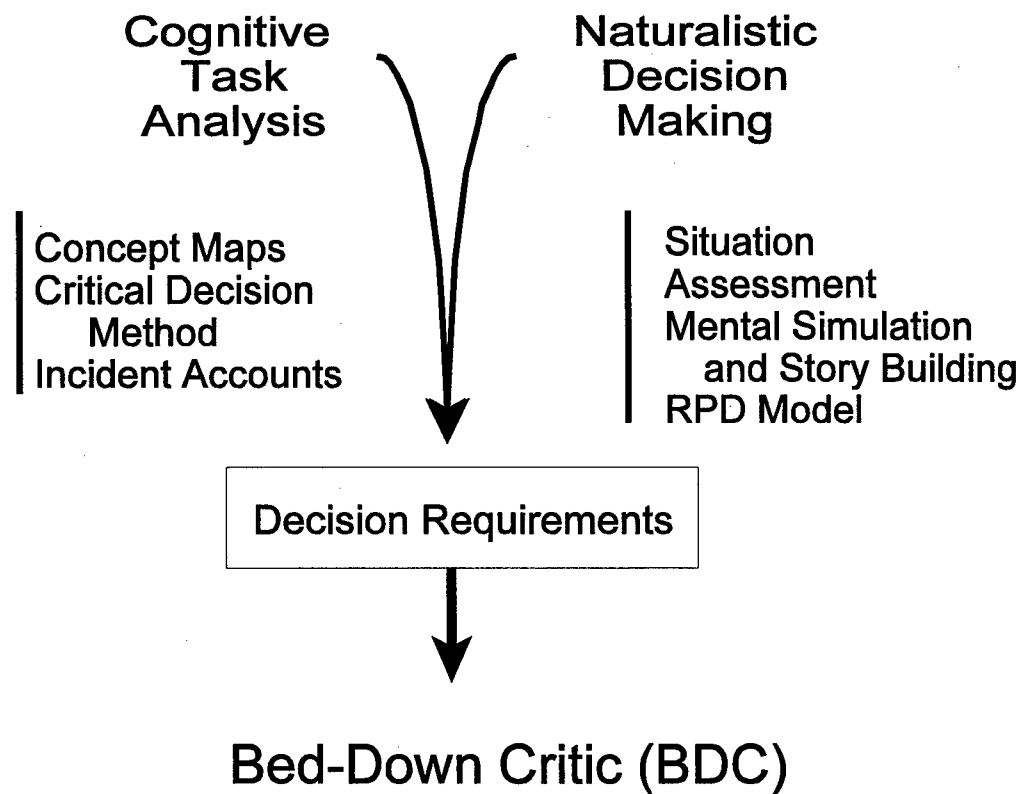 Cognitive
Task
Analysis
Naturalistic
Decision
Making
Concept Maps
Critical Decision
Method
Incident Accounts
Situation
Assessment
Mental Simulation
and Story Building
RPD Model
Decision Requirements
Bed-Down Critic (BDC)